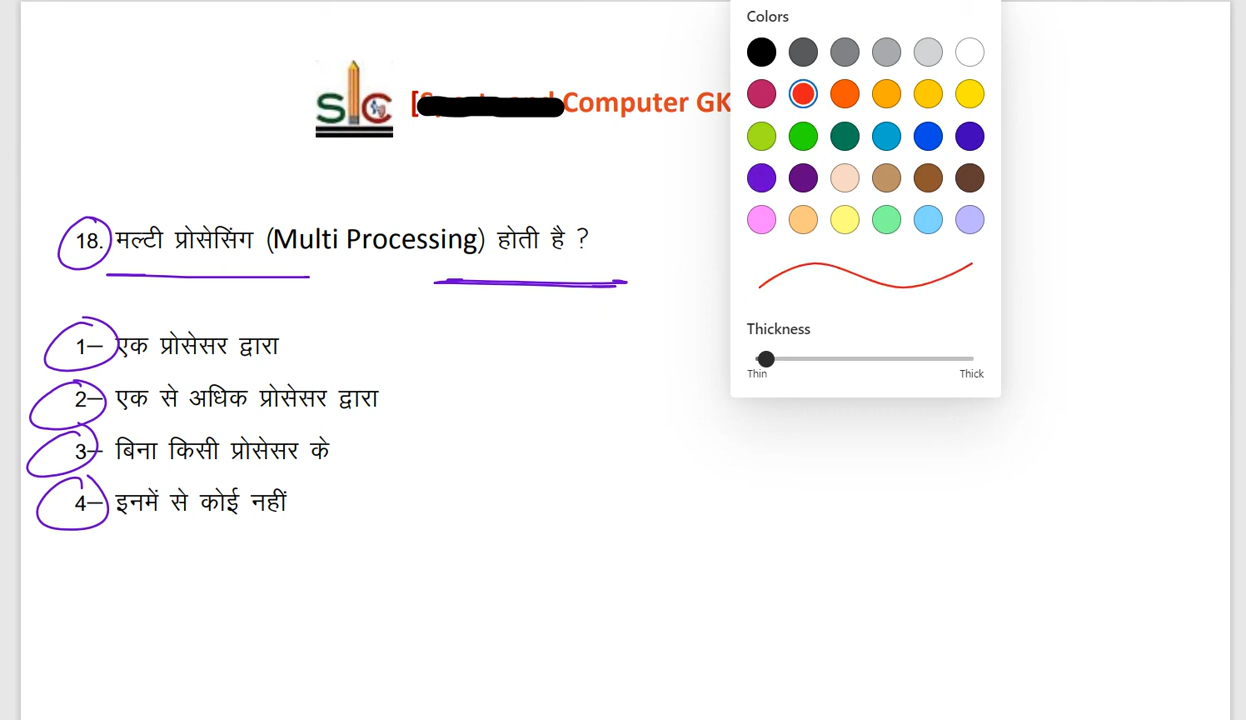 Colors
SIC [ Computer GK
18. मल्टी प्रोसेसिंग (Multi Processing) होती है ?
1– एक प्रोसेसर द्वारा
2– एक से अधिक प्रोसेसर द्वारा
3– बिना किसी प्रोसेसर के
4– इनमें से कोई नहीं
Thickness
Thin Thick